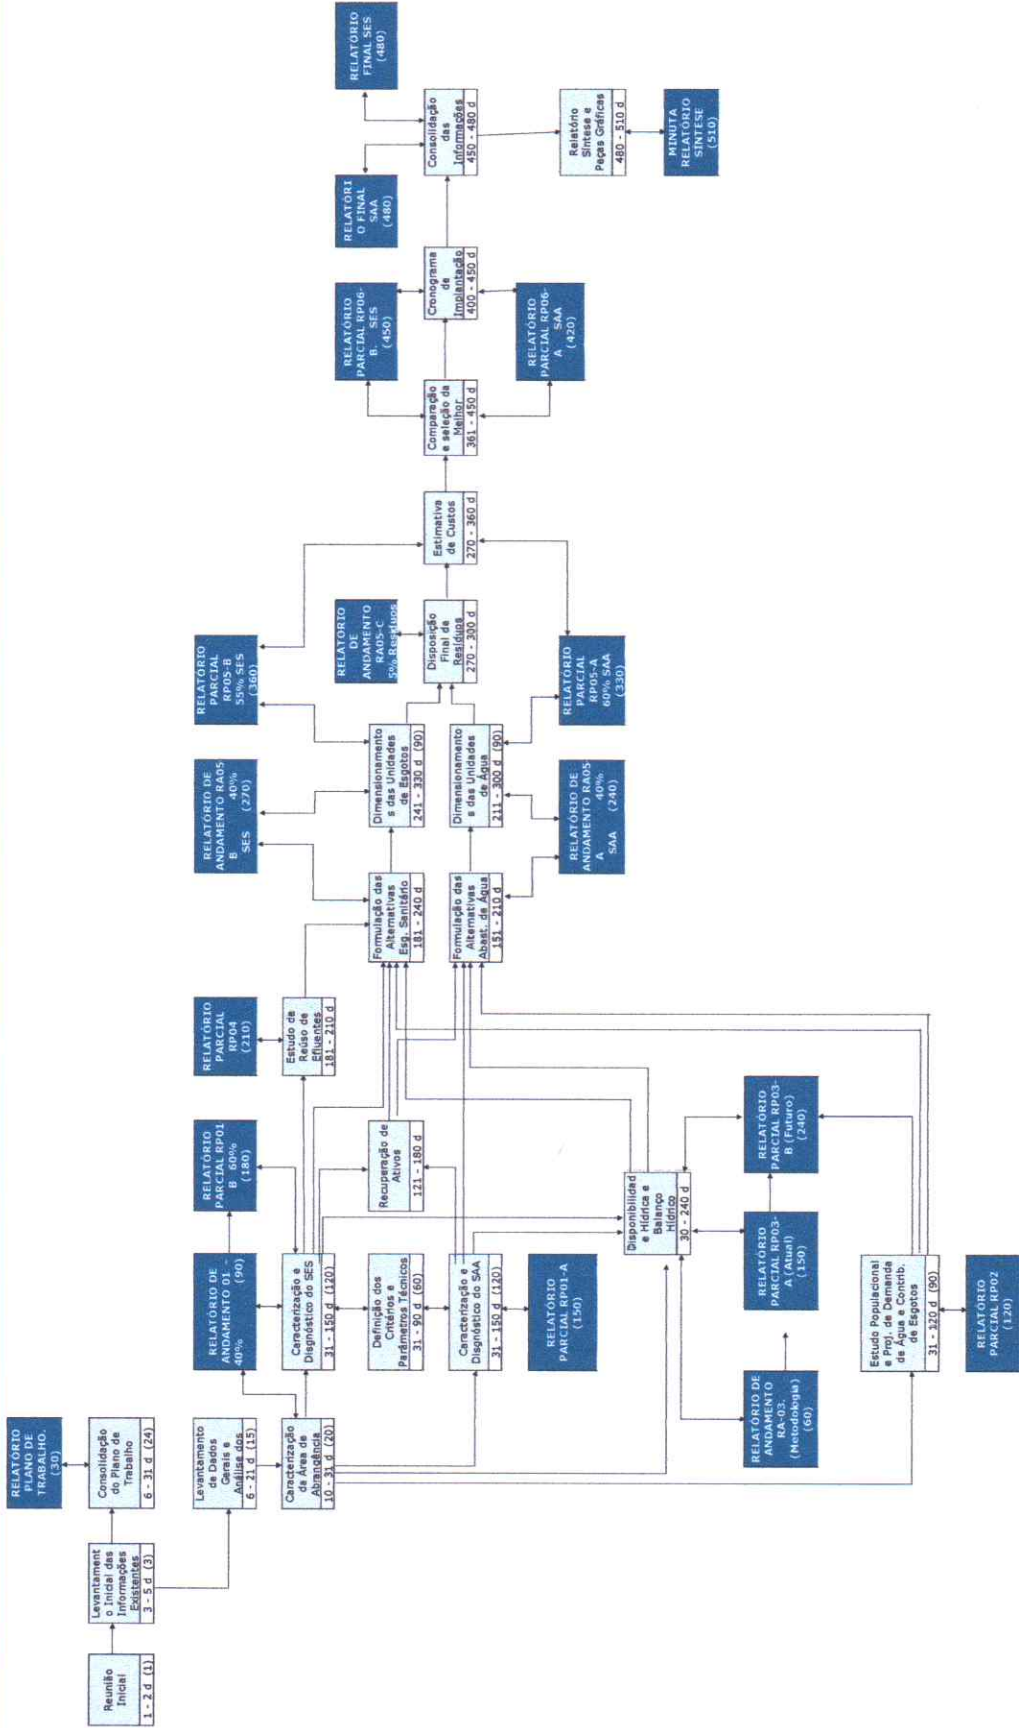 Reunião
Inicial
1 - 2 d (1)
Levantament
o Inicial das
Informações
Existentes
3 - 5 d (3)
RELATÓRIO
PLANO DE
TRABALHO.
(30)
Consolidação
do Plano de
Trabalho
6 - 31 d (24)
Levantamento
de Dados
Gerais e
Análise dos
6 - 21 d (15)
Caracterização
da Área de
Abrangência
10 - 31 d (20)
RELATÓRIO DE
ANDAMENTO 01 -
40% (90)
Caracterização e
Disgnóstico do SES
31 - 150 d (120)
Definição dos
Critérios e
Parâmetros Técnicos
31 - 90 d (60)
Caracterização e
Diagnóstico do SAA
31 - 150 d (120)
RELATÓRIO
PARCIAL RP01-A
(150)
RELATÓRIO DE
ANDAMENTO
RA-03.
(Metodologia)
(60)
Estudo Populacional
e Proj. de Demanda
de Água e Contrib.
de Esgotos
31 - 120 d (90)
RELATÓRIO
PARCIAL RP02
(120)
RELATÓRIO
PARCIAL RP01
B 60%
(180)
Recuperação de
Ativos
121 - 180 d
Disponibilidad
e Hídrica e
Balanço
Hídrico
30 - 240 d
RELATÓRIO
PARCIAL RP03-
A (Atual)
(150)
RELATÓRIO
PARCIAL RP03-
B (Futuro)
(240)
RELATÓRIO
PARCIAL
RP04
(210)
Estudo de
Reúso de
Efluentes
181 - 210 d
Formulação das
Alternativas
Esg. Sanitário
181 - 240 d
Formulação das
Alternativas
Abast. de Água
151 - 210 d
RELATÓRIO DE
ANDAMENTO RA05
B 40%
SES (270)
Dimensionamento
s das Unidades
de Esgotos
241 - 330 d (90)
Dimensionamento
s das Unidades
de Água
211 - 300 d (90)
RELATÓRIO DE
ANDAMENTO RA05
A 40%
SAA (240)
RELATÓRIO
PARCIAL
RP05-B
55% SES
(360)
RELATÓRIO
DE
ANDAMENTO
RA05-C
5% Resíduos
Disposição
Final de
Resíduos
270 - 300 d
RELATÓRIO
PARCIAL
RP05-A
60% SAA
(330)
Estimativa
de Custos
270 - 360 d
Comparação
e seleção da
Melhor
361 - 450 d
RELATÓRIO
PARCIAL RP06-
B. SES
(450)
Cronograma
de
Implantação
400 - 450 d
RELATÓRIO
PARCIAL RP06-
A SAA
(420)
RELATÓRI
O FINAL
SAA
(480)
RELATÓRIO
FINAL SES
(480)
Consolidação
das
Informações
450 - 480 d
Relatório
Síntese e
Peças Gráficas
480 - 510 d
MINUTA
RELATÓRIO
SÍNTESE
(510)